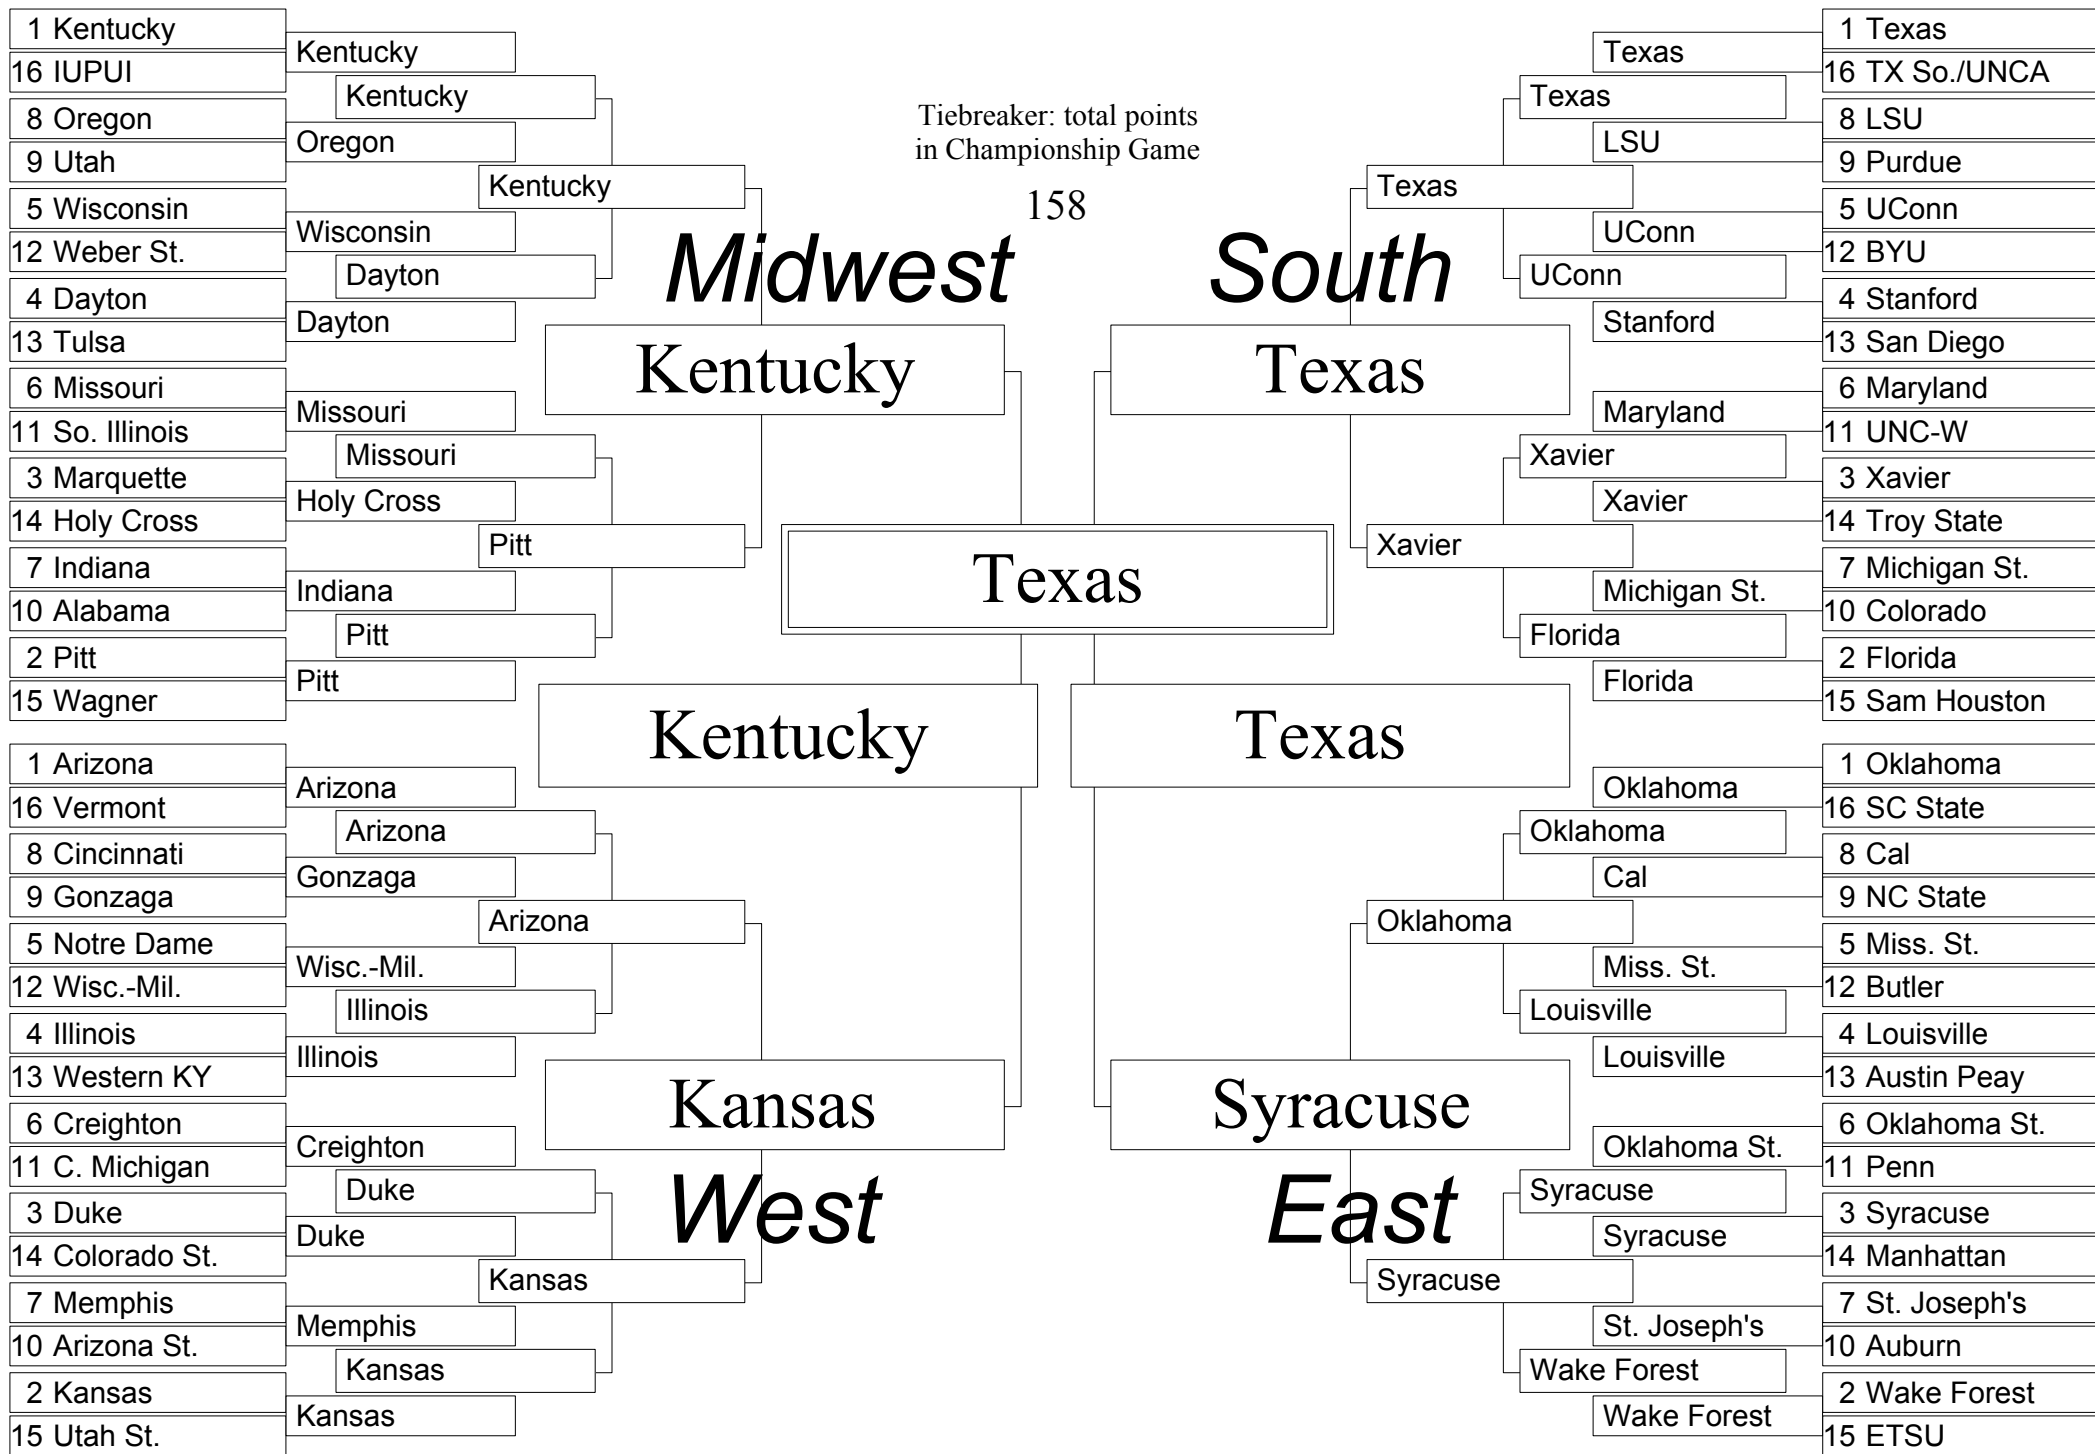 1 Kentucky
16 IUPUI
8 Oregon
9 Utah
5 Wisconsin
12 Weber St.
4 Dayton
13 Tulsa
6 Missouri
11 So. Illinois
3 Marquette
14 Holy Cross
7 Indiana
10 Alabama
2 Pitt
15 Wagner
Kentucky
Oregon
Wisconsin
Dayton
Missouri
Holy Cross
Indiana
Pitt
Kentucky
Dayton
Missouri
Pitt
Kentucky
Pitt
Midwest
Kentucky
1 Arizona
16 Vermont
8 Cincinnati
9 Gonzaga
5 Notre Dame
12 Wisc.-Mil.
4 Illinois
13 Western KY
6 Creighton
11 C. Michigan
3 Duke
14 Colorado St.
7 Memphis
10 Arizona St.
2 Kansas
15 Utah St.
Arizona
Gonzaga
Wisc.-Mil.
Illinois
Creighton
Duke
Memphis
Kansas
Arizona
Illinois
Duke
Kansas
Arizona
Kansas
Kansas
West
Tiebreaker: total points
in Championship Game
158
Texas
Kentucky
Texas
South
Texas
Texas
Xavier
Texas
UConn
Xavier
Florida
Texas
LSU
UConn
Stanford
Maryland
Xavier
Michigan St.
Florida
1 Texas
16 TX So./UNCA
8 LSU
9 Purdue
5 UConn
12 BYU
4 Stanford
13 San Diego
6 Maryland
11 UNC-W
3 Xavier
14 Troy State
7 Michigan St.
10 Colorado
2 Florida
15 Sam Houston
Syracuse
East
Oklahoma
Syracuse
Oklahoma
Louisville
Syracuse
Wake Forest
Oklahoma
Cal
Miss. St.
Louisville
Oklahoma St.
Syracuse
St. Joseph's
Wake Forest
1 Oklahoma
16 SC State
8 Cal
9 NC State
5 Miss. St.
12 Butler
4 Louisville
13 Austin Peay
6 Oklahoma St.
11 Penn
3 Syracuse
14 Manhattan
7 St. Joseph's
10 Auburn
2 Wake Forest
15 ETSU